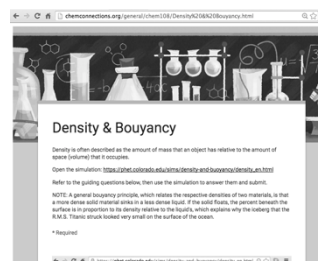 chemconnections.org/general/chem108/Density%20&%20Bouyancy.html
Density & Bouyancy
Density is often described as the amount of mass that an object has relative to the amount of
space (volume) that it occupies.
Open the simulation: https://phet.colorado.edu/sims/density-and-buoyancy/density_en.html
Refer to the guiding questions below, then use the simulation to answer them and submit.
NOTE: A general bouyancy principle, which relates the respective densities of two materials, is that
a more dense solid material sinks in a less dense liquid. If the solid floats, the percent beneath the
surface is in proportion to its density relative to the liquid's, which explains why the iceberg that the
R.M.S. Titanic struck looked very small on the surface of the ocean.
* Required